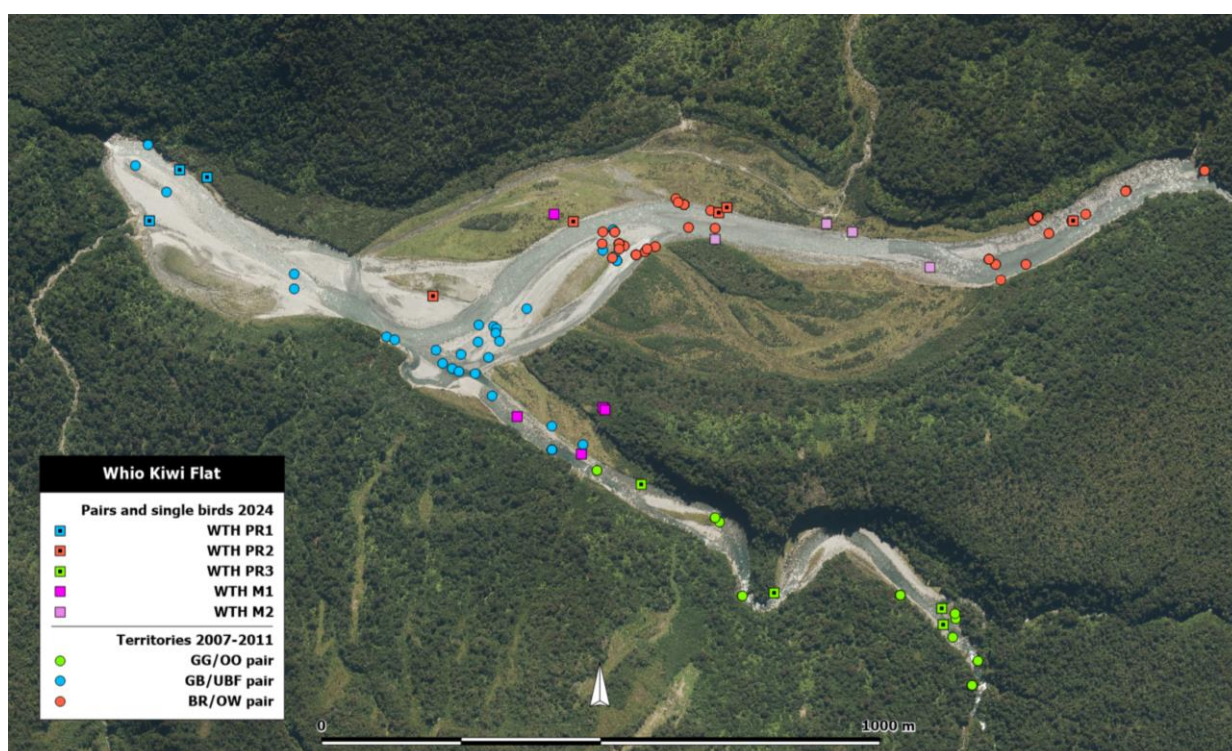 Whio Kiwi Flat
Pairs and single birds 2024
WTH PR1
WTH PR2
WTH PR3
WTH M1
WTH M2
Territories 2007-2011
GG/OO pair
GB/UBF pair
BR/OW pair
0
1000 m